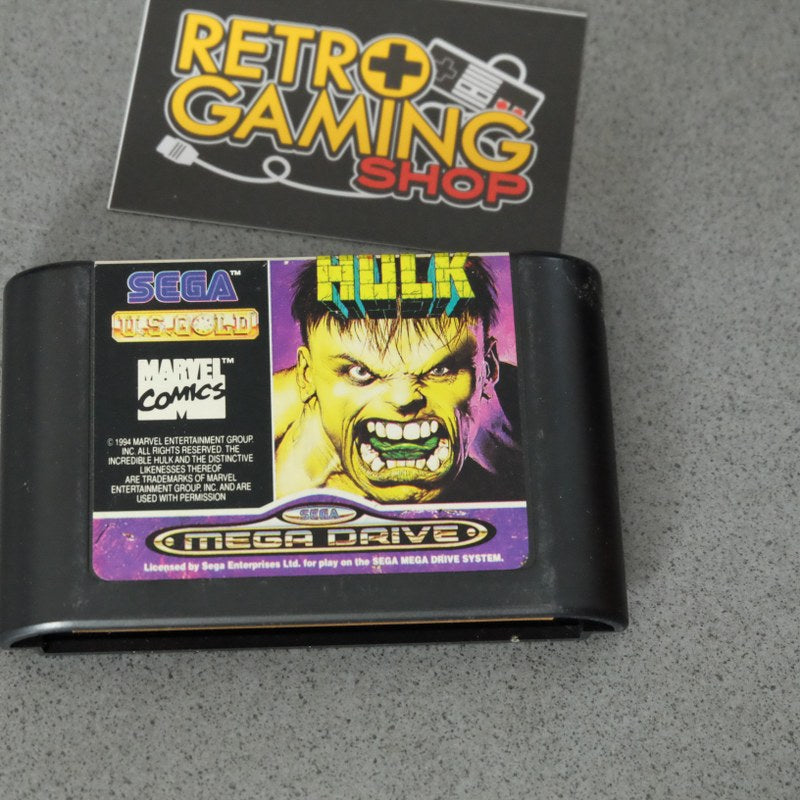 RETRO
GAMING
SHOP
SEGA™
U.S. GOLD
MARVEL™
COMICS
M
HULK
© 1994 MARVEL ENTERTAINMENT GROUP,
INC. ALL RIGHTS RESERVED. THE
INCREDIBLE HULK AND THE DISTINCTIVE
LIKENESSES THEREOF
ARE TRADEMARKS OF MARVEL
ENTERTAINMENT GROUP, INC. AND ARE
USED WITH PERMISSION
SEGA
MEGA DRIVE
Licensed by Sega Enterprises Ltd. for play on the SEGA MEGA DRIVE SYSTEM.